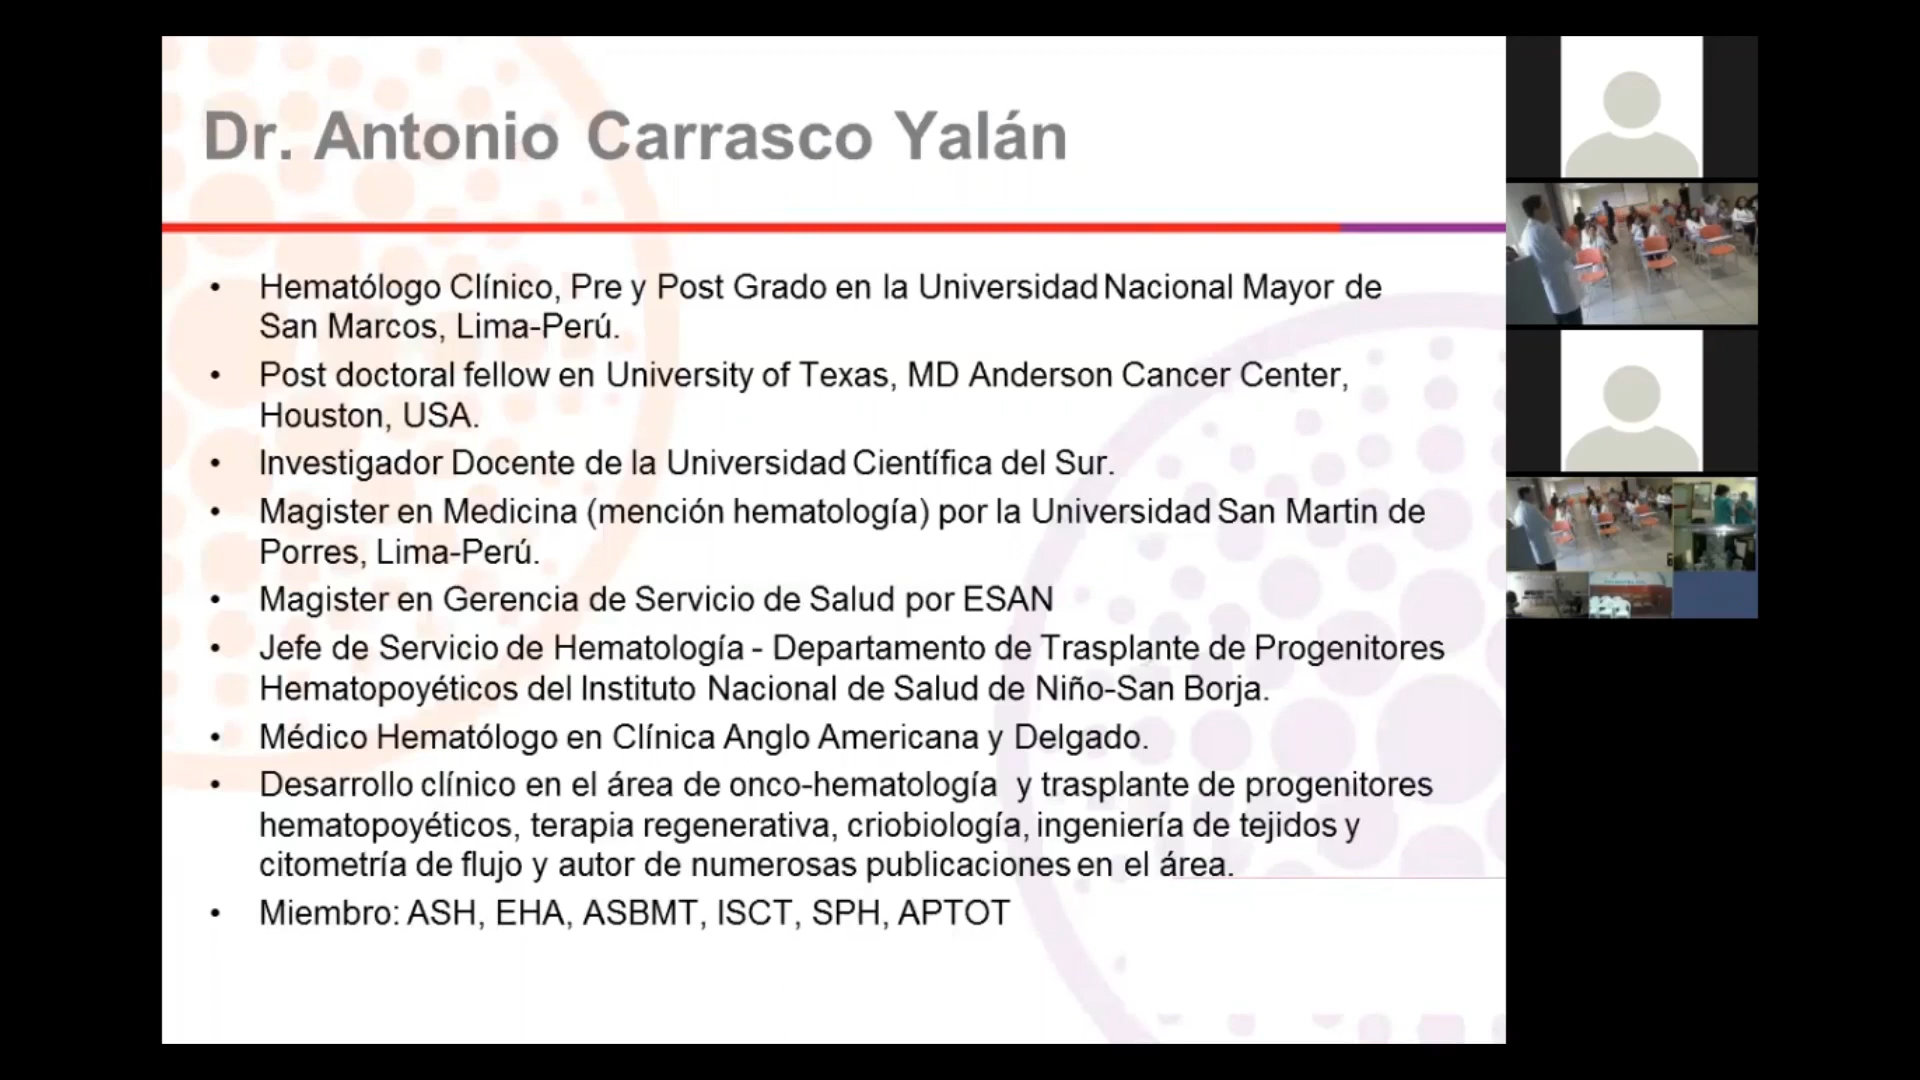 Dr. Antonio Carrasco Yalán
• Hematólogo Clínico, Pre y Post Grado en la Universidad Nacional Mayor de
San Marcos, Lima-Perú.
• Post doctoral fellow en University of Texas, MD Anderson Cancer Center,
Houston, USA.
• Investigador Docente de la Universidad Científica del Sur.
• Magister en Medicina (mención hematología) por la Universidad San Martin de
Porres, Lima-Perú.
• Magister en Gerencia de Servicio de Salud por ESAN
• Jefe de Servicio de Hematología - Departamento de Trasplante de Progenitores
Hematopoyéticos del Instituto Nacional de Salud de Niño-San Borja.
• Médico Hematólogo en Clínica Anglo Americana y Delgado.
• Desarrollo clínico en el área de onco-hematología y trasplante de progenitores
hematopoyéticos, terapia regenerativa, criobiología, ingeniería de tejidos y
citometría de flujo y autor de numerosas publicaciones en el área.
• Miembro: ASH, EHA, ASBMT, ISCT, SPH, APTOT